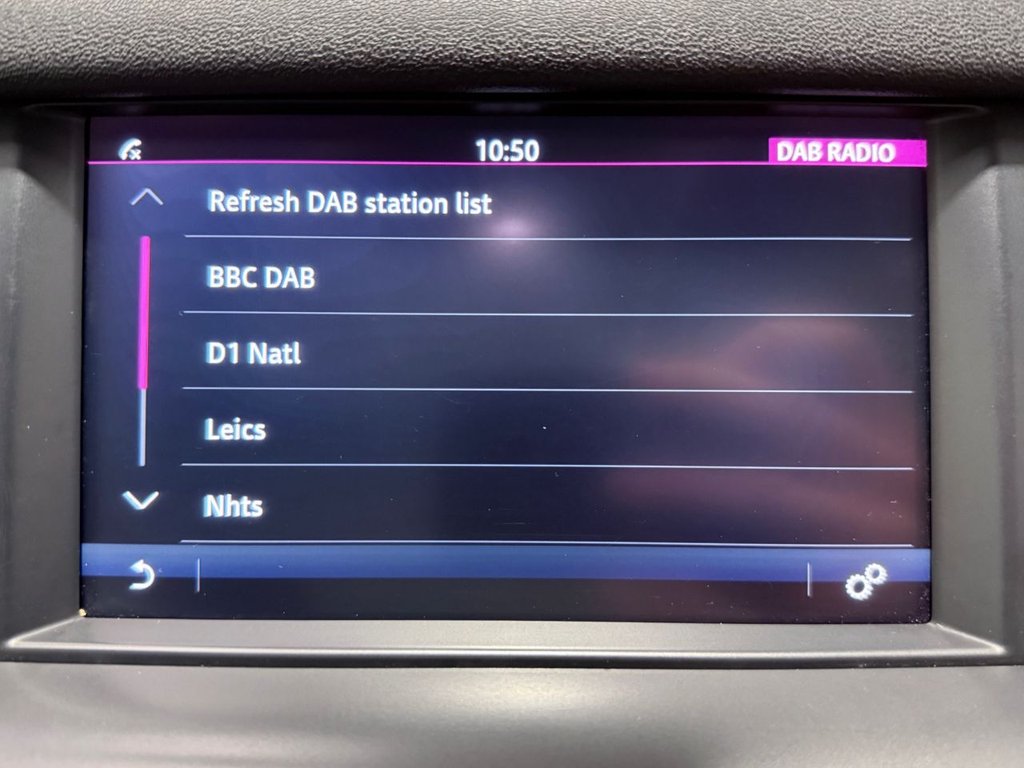 10:50
DAB RADIO
Refresh DAB station list
BBC DAB
D1 Natl
Leics
Nhts